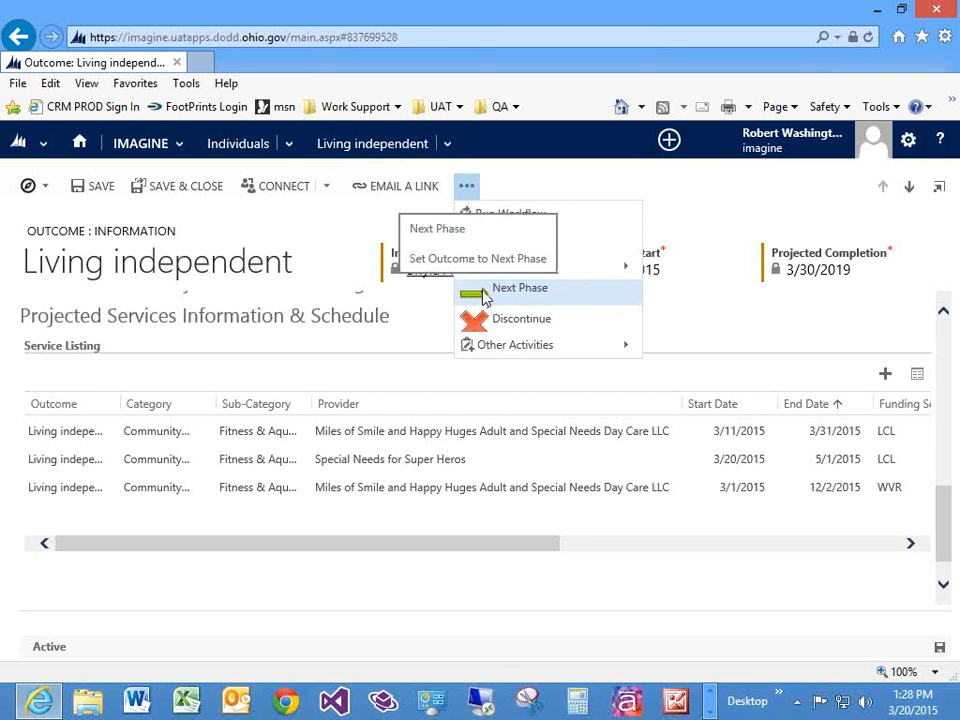 https://imagine.uatapps.dodd.ohio.gov/main.aspx#837699528
Outcome: Living independ...
File Edit View Favorites Tools Help
CRM PROD Sign In FootPrints Login msn Work Support UAT QA Page Safety Tools
IMAGINE Individuals Living independent Robert Washingt...
imagine
SAVE SAVE & CLOSE CONNECT EMAIL A LINK
Run Workflow
OUTCOME : INFORMATION
Living independent
Next Phase
Set Outcome to Next Phase
Next Phase
Discontinue
Other Activities
Projected Completion*
3/30/2019
Projected Services Information & Schedule
Service Listing
Outcome Category Sub-Category Provider Start Date End Date Funding
Living indepe... Community... Fitness & Aqu... Miles of Smile and Happy Huges Adult and Special Needs Day Care LLC 3/11/2015 3/31/2015 LCL
Living indepe... Community... Fitness & Aqu... Special Needs for Super Heros 3/20/2015 5/1/2015 LCL
Living indepe... Community... Fitness & Aqu... Miles of Smile and Happy Huges Adult and Special Needs Day Care LLC 3/1/2015 12/2/2015 WVR
Active
100%
Desktop
1:28 PM
3/20/2015